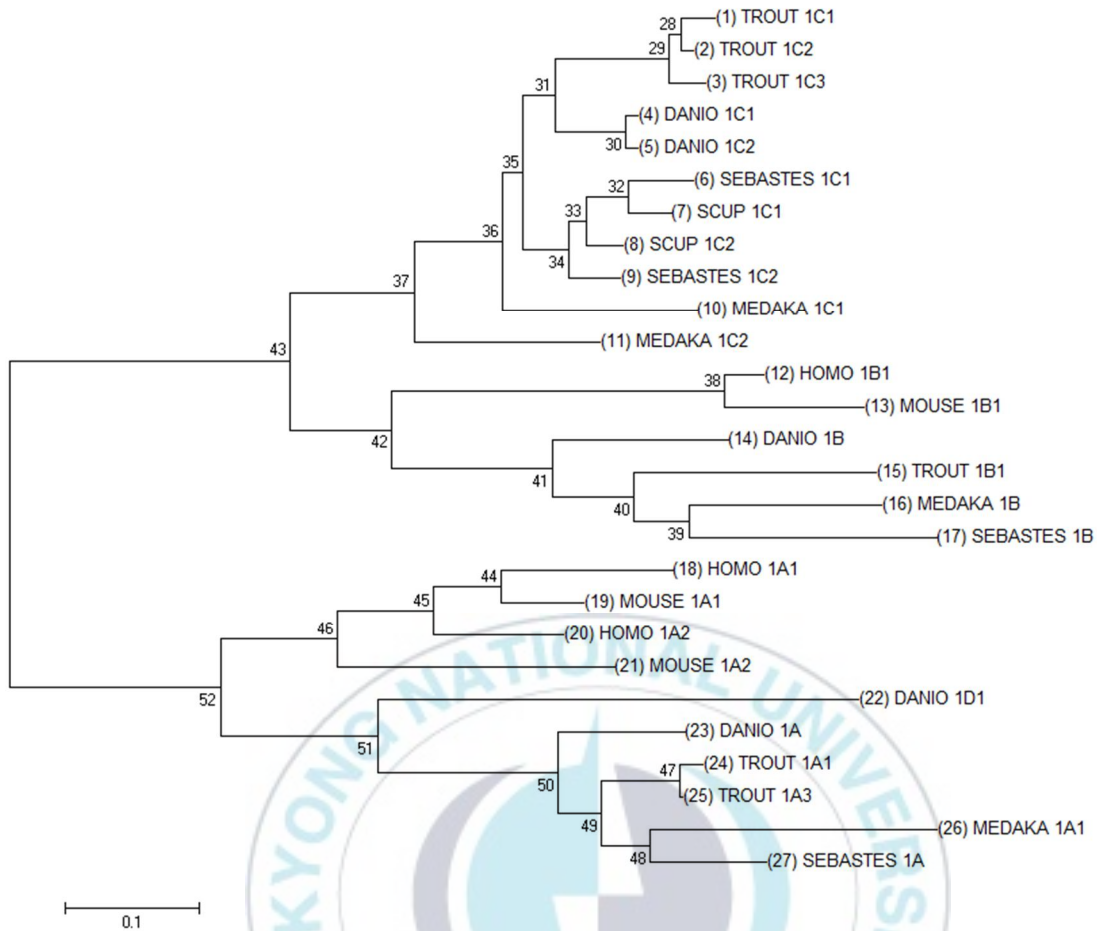 28
(1) TROUT 1C1
29
(2) TROUT 1C2
(3) TROUT 1C3
31
(4) DANIO 1C1
30
(5) DANIO 1C2
35
32
(6) SEBASTES 1C1
33
(7) SCUP 1C1
36
(8) SCUP 1C2
34
(9) SEBASTES 1C2
37
(10) MEDAKA 1C1
(11) MEDAKA 1C2
43
38
(12) HOMO 1B1
(13) MOUSE 1B1
42
(14) DANIO 1B
41
(15) TROUT 1B1
40
(16) MEDAKA 1B
39
(17) SEBASTES 1B
44
(18) HOMO 1A1
45
(19) MOUSE 1A1
46
(20) HOMO 1A2
(21) MOUSE 1A2
52
(22) DANIO 1D1
51
(23) DANIO 1A
50
47
(24) TROUT 1A1
(25) TROUT 1A3
49
(26) MEDAKA 1A1
48
(27) SEBASTES 1A
0.1
KYONG NATIONAL UNIVERS